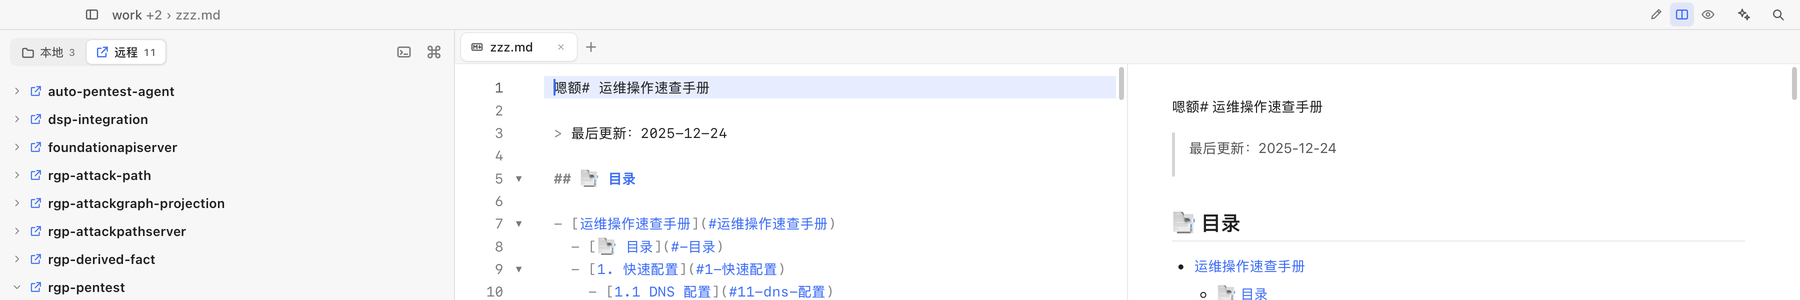 work +2 › zzz.md
本地 3 远程 11
zzz.md × +
auto-pentest-agent
dsp-integration
foundationapiserver
rgp-attack-path
rgp-attackgraph-projection
rgp-attackpathserver
rgp-derived-fact
rgp-pentest
1 嗯额# 运维操作速查手册
2
3 > 最后更新: 2025-12-24
4
5 ## 📑 目录
6
7 - [运维操作速查手册](#运维操作速查手册)
8 - [📑 目录](#-目录)
9 - [1. 快速配置](#1-快速配置)
10 - [1.1 DNS 配置](#11-dns-配置)
嗯额# 运维操作速查手册
最后更新: 2025-12-24
📑 目录
• 运维操作速查手册
◦ 📑 目录